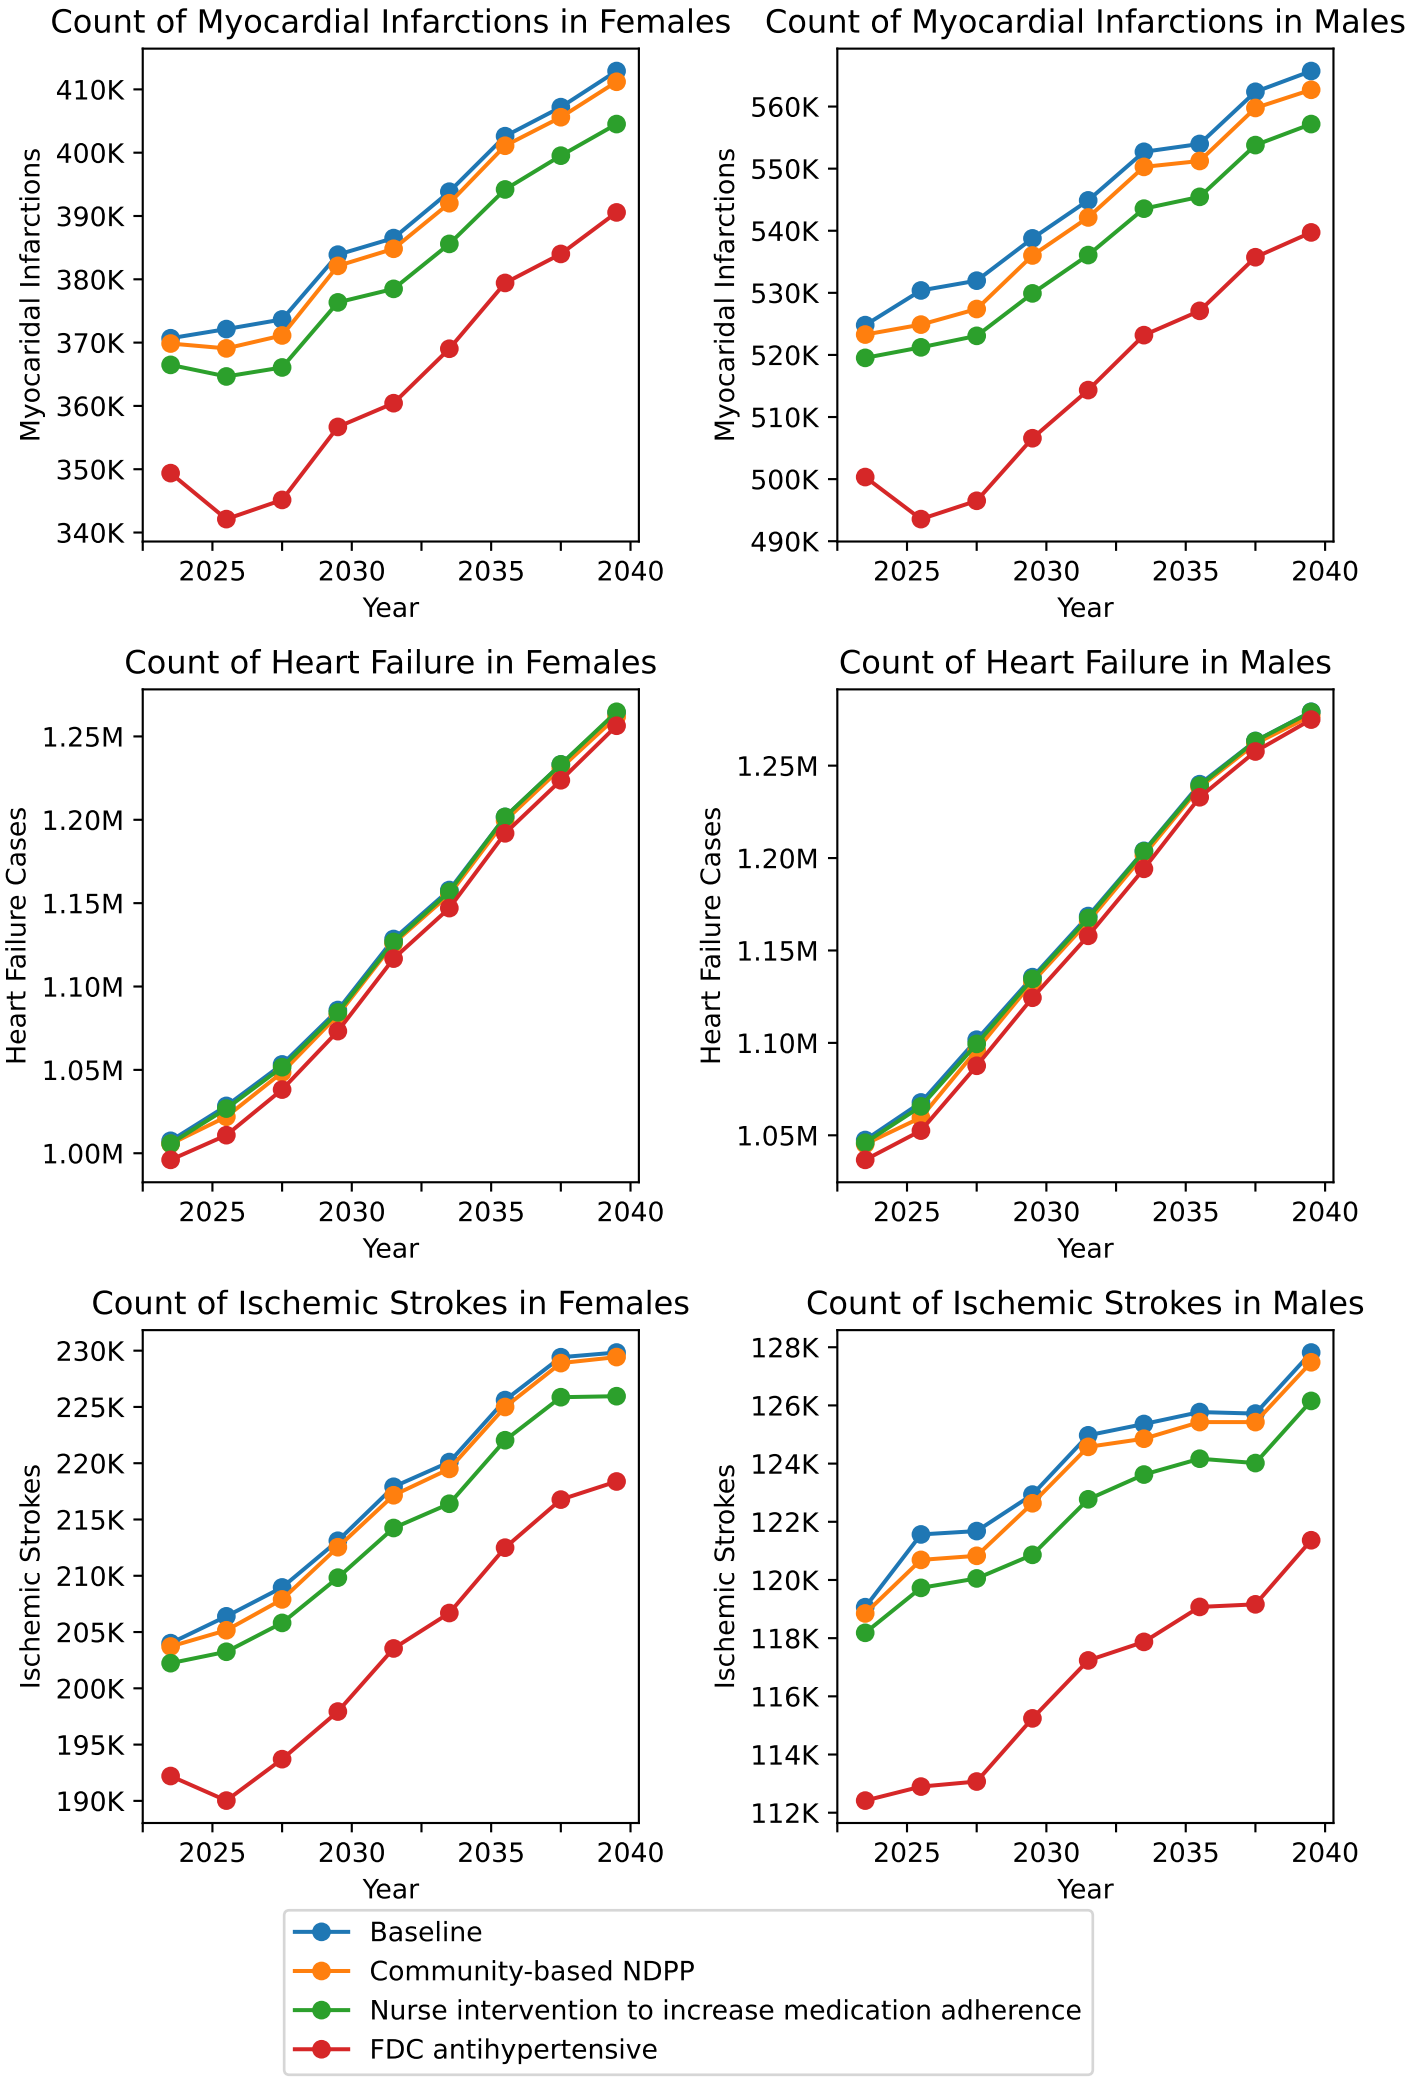 Count of Myocardial Infarctions in Females
Myocaridal Infarctions
410K
400K
390K
380K
370K
360K
350K
340K
2025 2030 2035 2040
Year
Count of Myocardial Infarctions in Males
Myocaridal Infarctions
560K
550K
540K
530K
520K
510K
500K
490K
2025 2030 2035 2040
Year
Count of Heart Failure in Females
Heart Failure Cases
1.25M
1.20M
1.15M
1.10M
1.05M
1.00M
2025 2030 2035 2040
Year
Count of Heart Failure in Males
Heart Failure Cases
1.25M
1.20M
1.15M
1.10M
1.05M
2025 2030 2035 2040
Year
Count of Ischemic Strokes in Females
Ischemic Strokes
230K
225K
220K
215K
210K
205K
200K
195K
190K
2025 2030 2035 2040
Year
Count of Ischemic Strokes in Males
Ischemic Strokes
128K
126K
124K
122K
120K
118K
116K
114K
112K
2025 2030 2035 2040
Year
Baseline
Community-based NDPP
Nurse intervention to increase medication adherence
FDC antihypertensive